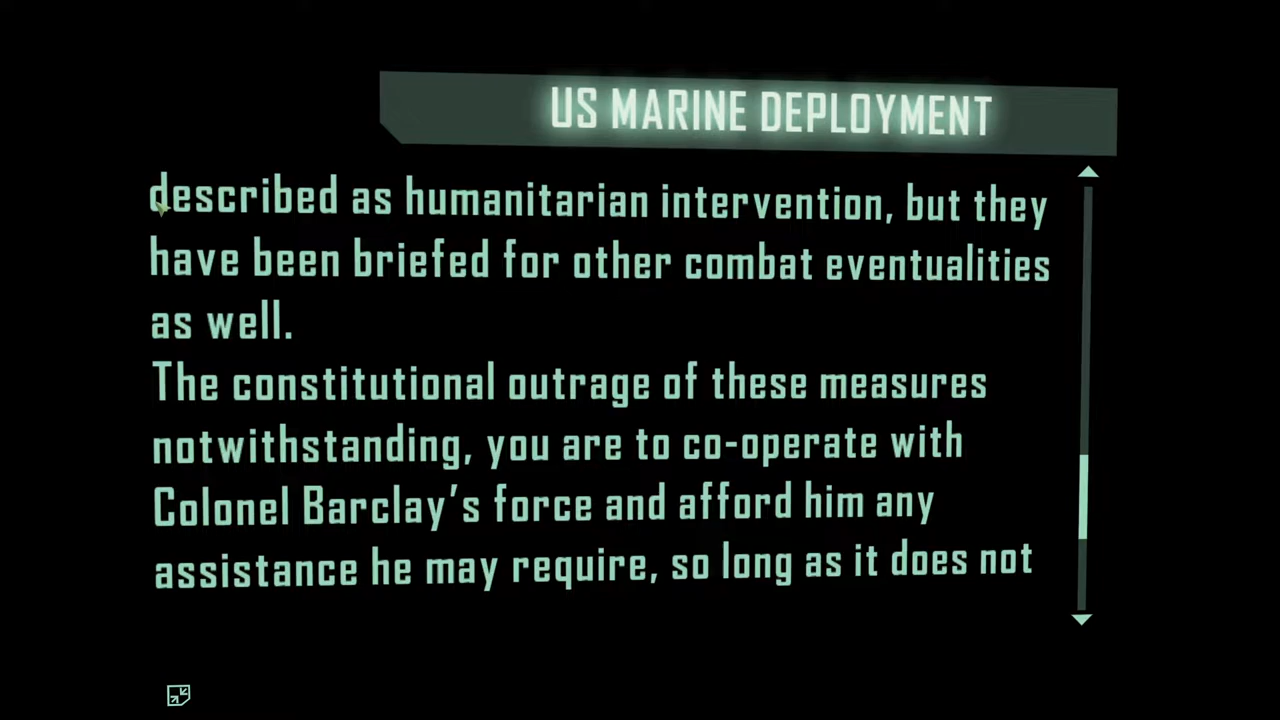 US MARINE DEPLOYMENT
described as humanitarian intervention, but they
have been briefed for other combat eventualities
as well.
The constitutional outrage of these measures
notwithstanding, you are to co-operate with
Colonel Barclay's force and afford him any
assistance he may require, so long as it does not